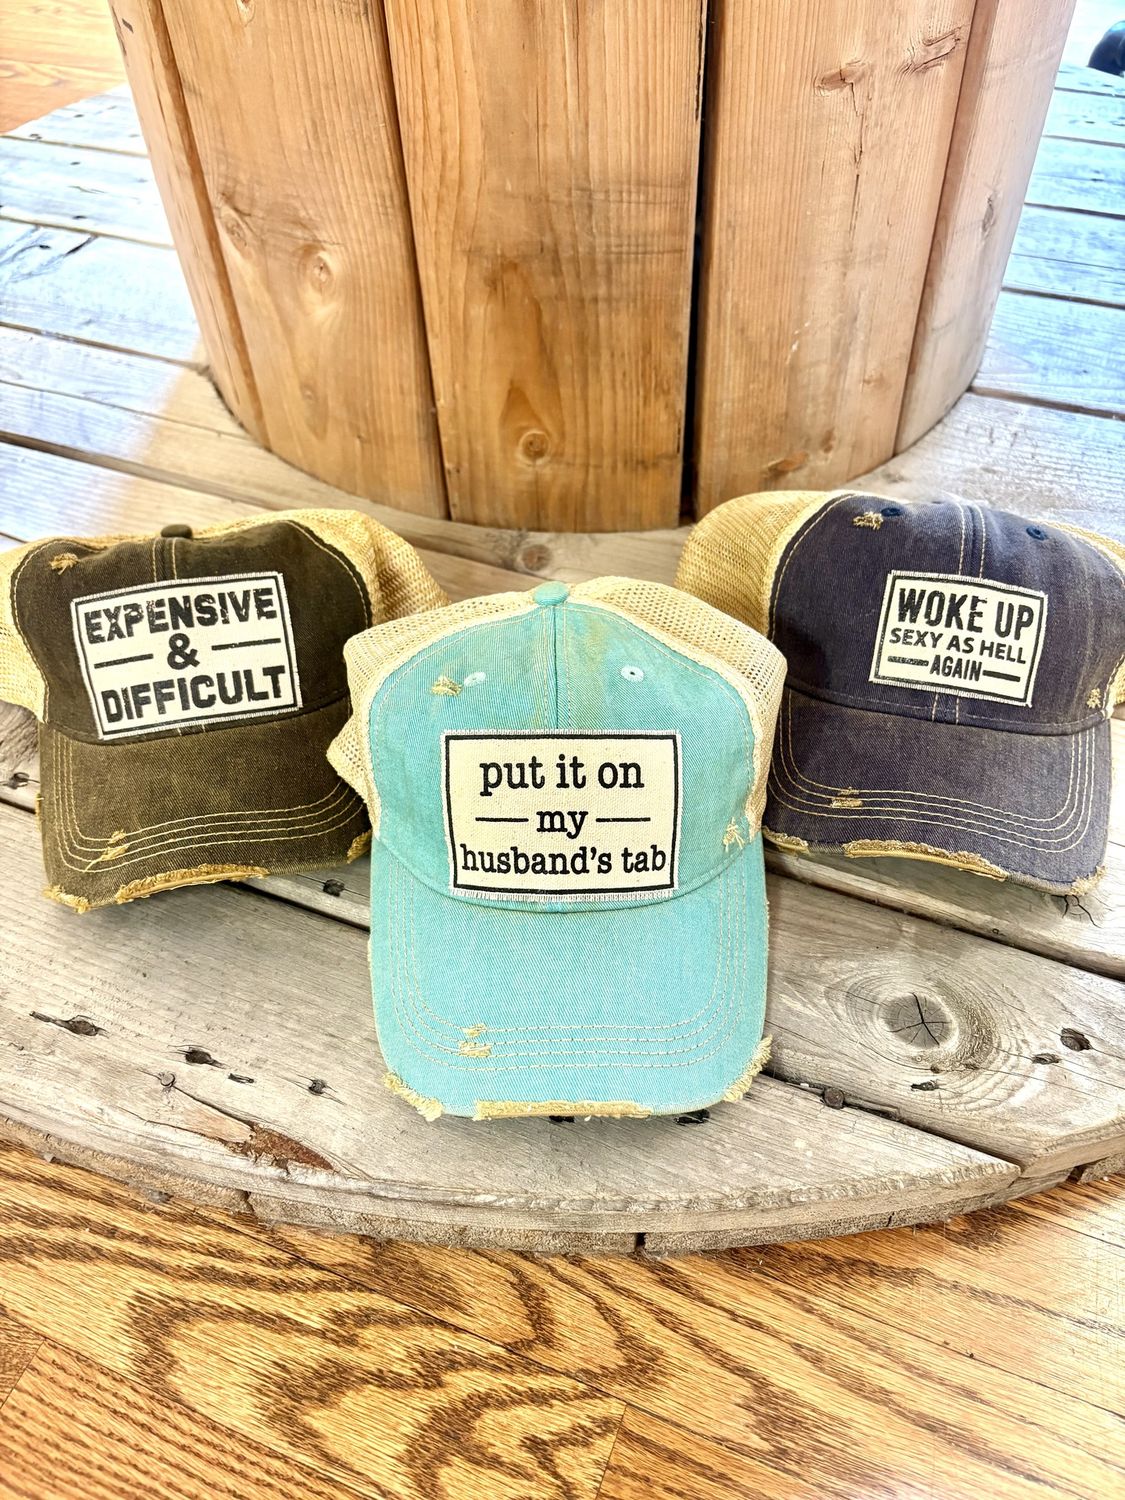 EXPENSIVE
&
DIFFICULT
put it on
my
husband's tab
WOKE UP
SEXY AS HELL
AGAIN